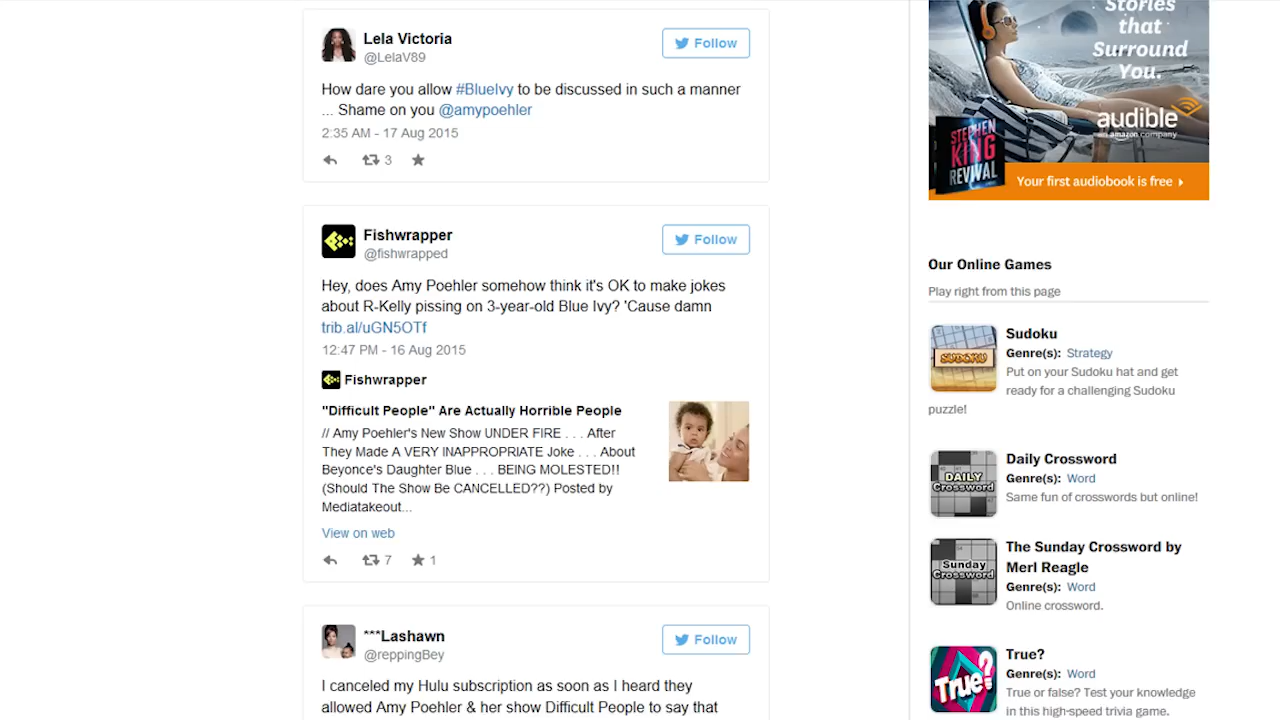 Lela Victoria
@LelaV89
Follow
How dare you allow #BlueIvy to be discussed in such a manner
... Shame on you @amypoehler
2:35 AM - 17 Aug 2015
3
Fishwrapper
@fishwrapped
Follow
Hey, does Amy Poehler somehow think it's OK to make jokes
about R-Kelly pissing on 3-year-old Blue Ivy? 'Cause damn
trib.al/uGN5OTf
12:47 PM - 16 Aug 2015
Fishwrapper
"Difficult People" Are Actually Horrible People
// Amy Poehler's New Show UNDER FIRE . . . After
They Made A VERY INAPPROPRIATE Joke . . . About
Beyonce's Daughter Blue . . . BEING MOLESTED!!
(Should The Show Be CANCELLED??) Posted by
Mediatakeout...
View on web
7
1
***Lashawn
@reppingBey
Follow
I canceled my Hulu subscription as soon as I heard they
allowed Amy Poehler & her show Difficult People to say that
Stories
that
Surround
You.
audible
an amazon company
STEPHEN
KING
REVIVAL
Your first audiobook is free
Our Online Games
Play right from this page
SUDOKU
Sudoku
Genre(s): Strategy
Put on your Sudoku hat and get
ready for a challenging Sudoku
puzzle!
DAILY
Crossword
Daily Crossword
Genre(s): Word
Same fun of crosswords but online!
Sunday
Crossword
The Sunday Crossword by
Merl Reagle
Genre(s): Word
Online crossword.
True?
True?
Genre(s): Word
True or false? Test your knowledge
in this high-speed trivia game.